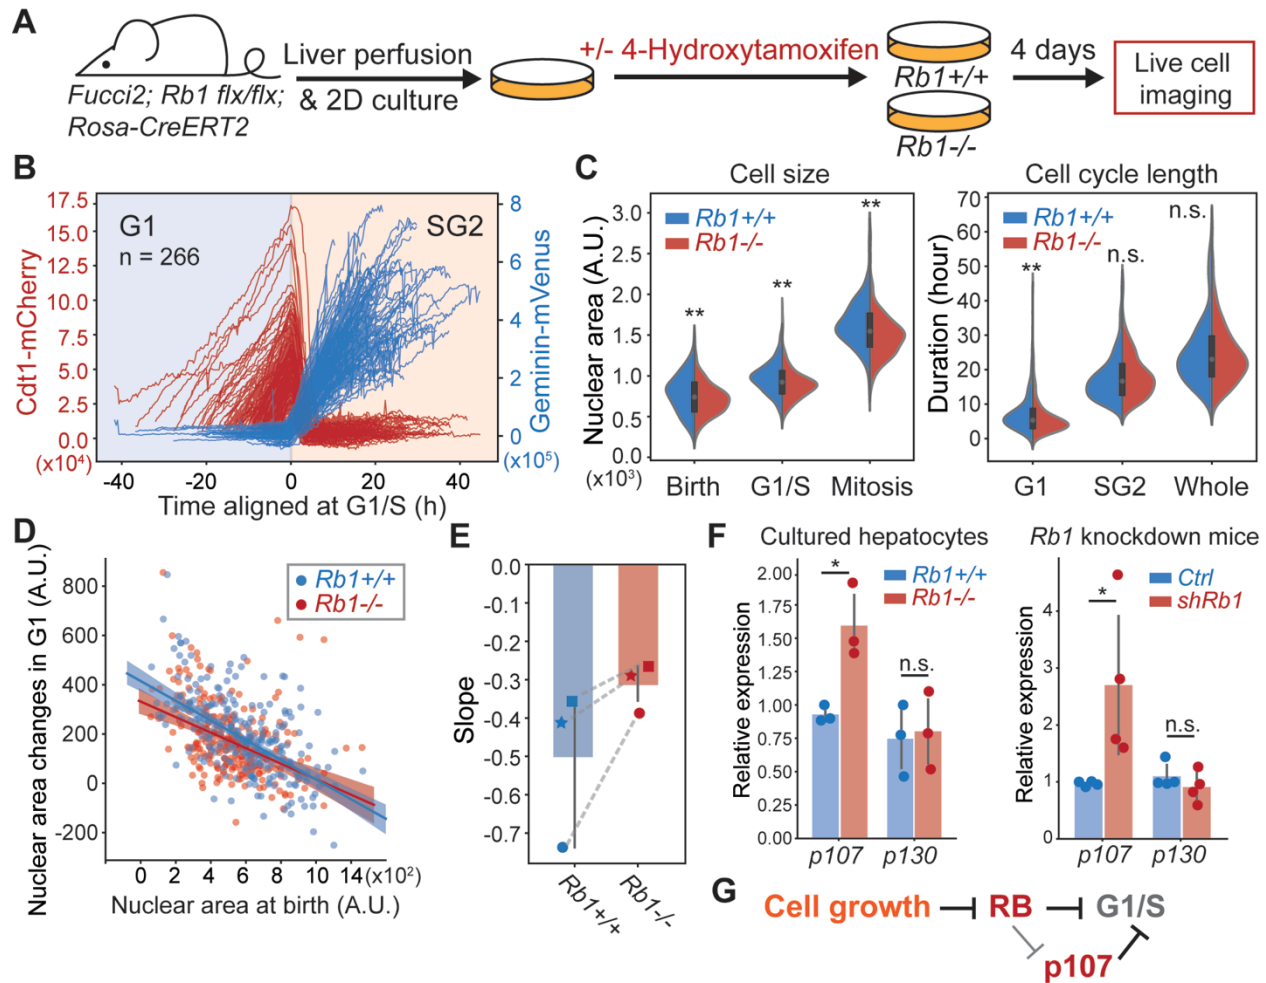 A
Liver perfusion
& 2D culture
+/- 4-Hydroxytamoxifen
4 days
Live cell
imaging
Fucci2; Rb1 flx/flx;
Rosa-CreERT2
Rb1+/+
Rb1-/-
B
G1
n = 266
SG2
Cdt1-mCherry
17.5
15.0
12.5
10.0
7.5
5.0
2.5
0.0
(x10⁴)
Geminin-mVenus
8
6
4
2
0
(x10⁵)
-40
-20
0
20
40
Time aligned at G1/S (h)
C
Cell size
Rb1+/+
Rb1-/-
**
**
**
Nuclear area (A.U.)
3.0
2.0
1.5
1.0
0.5
0.0
(x10³)
Birth
G1/S
Mitosis
Cell cycle length
Rb1+/+
Rb1-/-
**
n.s.
n.s.
Duration (hour)
70
60
50
40
30
20
10
0
G1
SG2
Whole
D
Nuclear area changes in G1 (A.U.)
800
600
400
200
0
-200
Rb1+/+
Rb1-/-
0
2
4
6
8
10
12
14
(x10²)
Nuclear area at birth (A.U.)
E
Slope
0.0
-0.1
-0.2
-0.3
-0.4
-0.5
-0.6
-0.7
Rb1+/+
Rb1-/-
F
Cultured hepatocytes
Rb1+/+
Rb1-/-
*
n.s.
Relative expression
2.00
1.75
1.50
1.25
1.00
0.75
0.50
0.25
0.00
p107
p130
Rb1 knockdown mice
Ctrl
shRb1
*
n.s.
Relative expression
4
3
2
1
0
p107
p130
G
Cell growth
RB
G1/S
p107